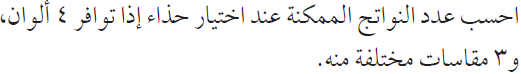 احسب عدد النواتج الممكنة عند اختيار حذاء إذا توافر ٤ ألوان،
و٣ مقاسات مختلفة منه.